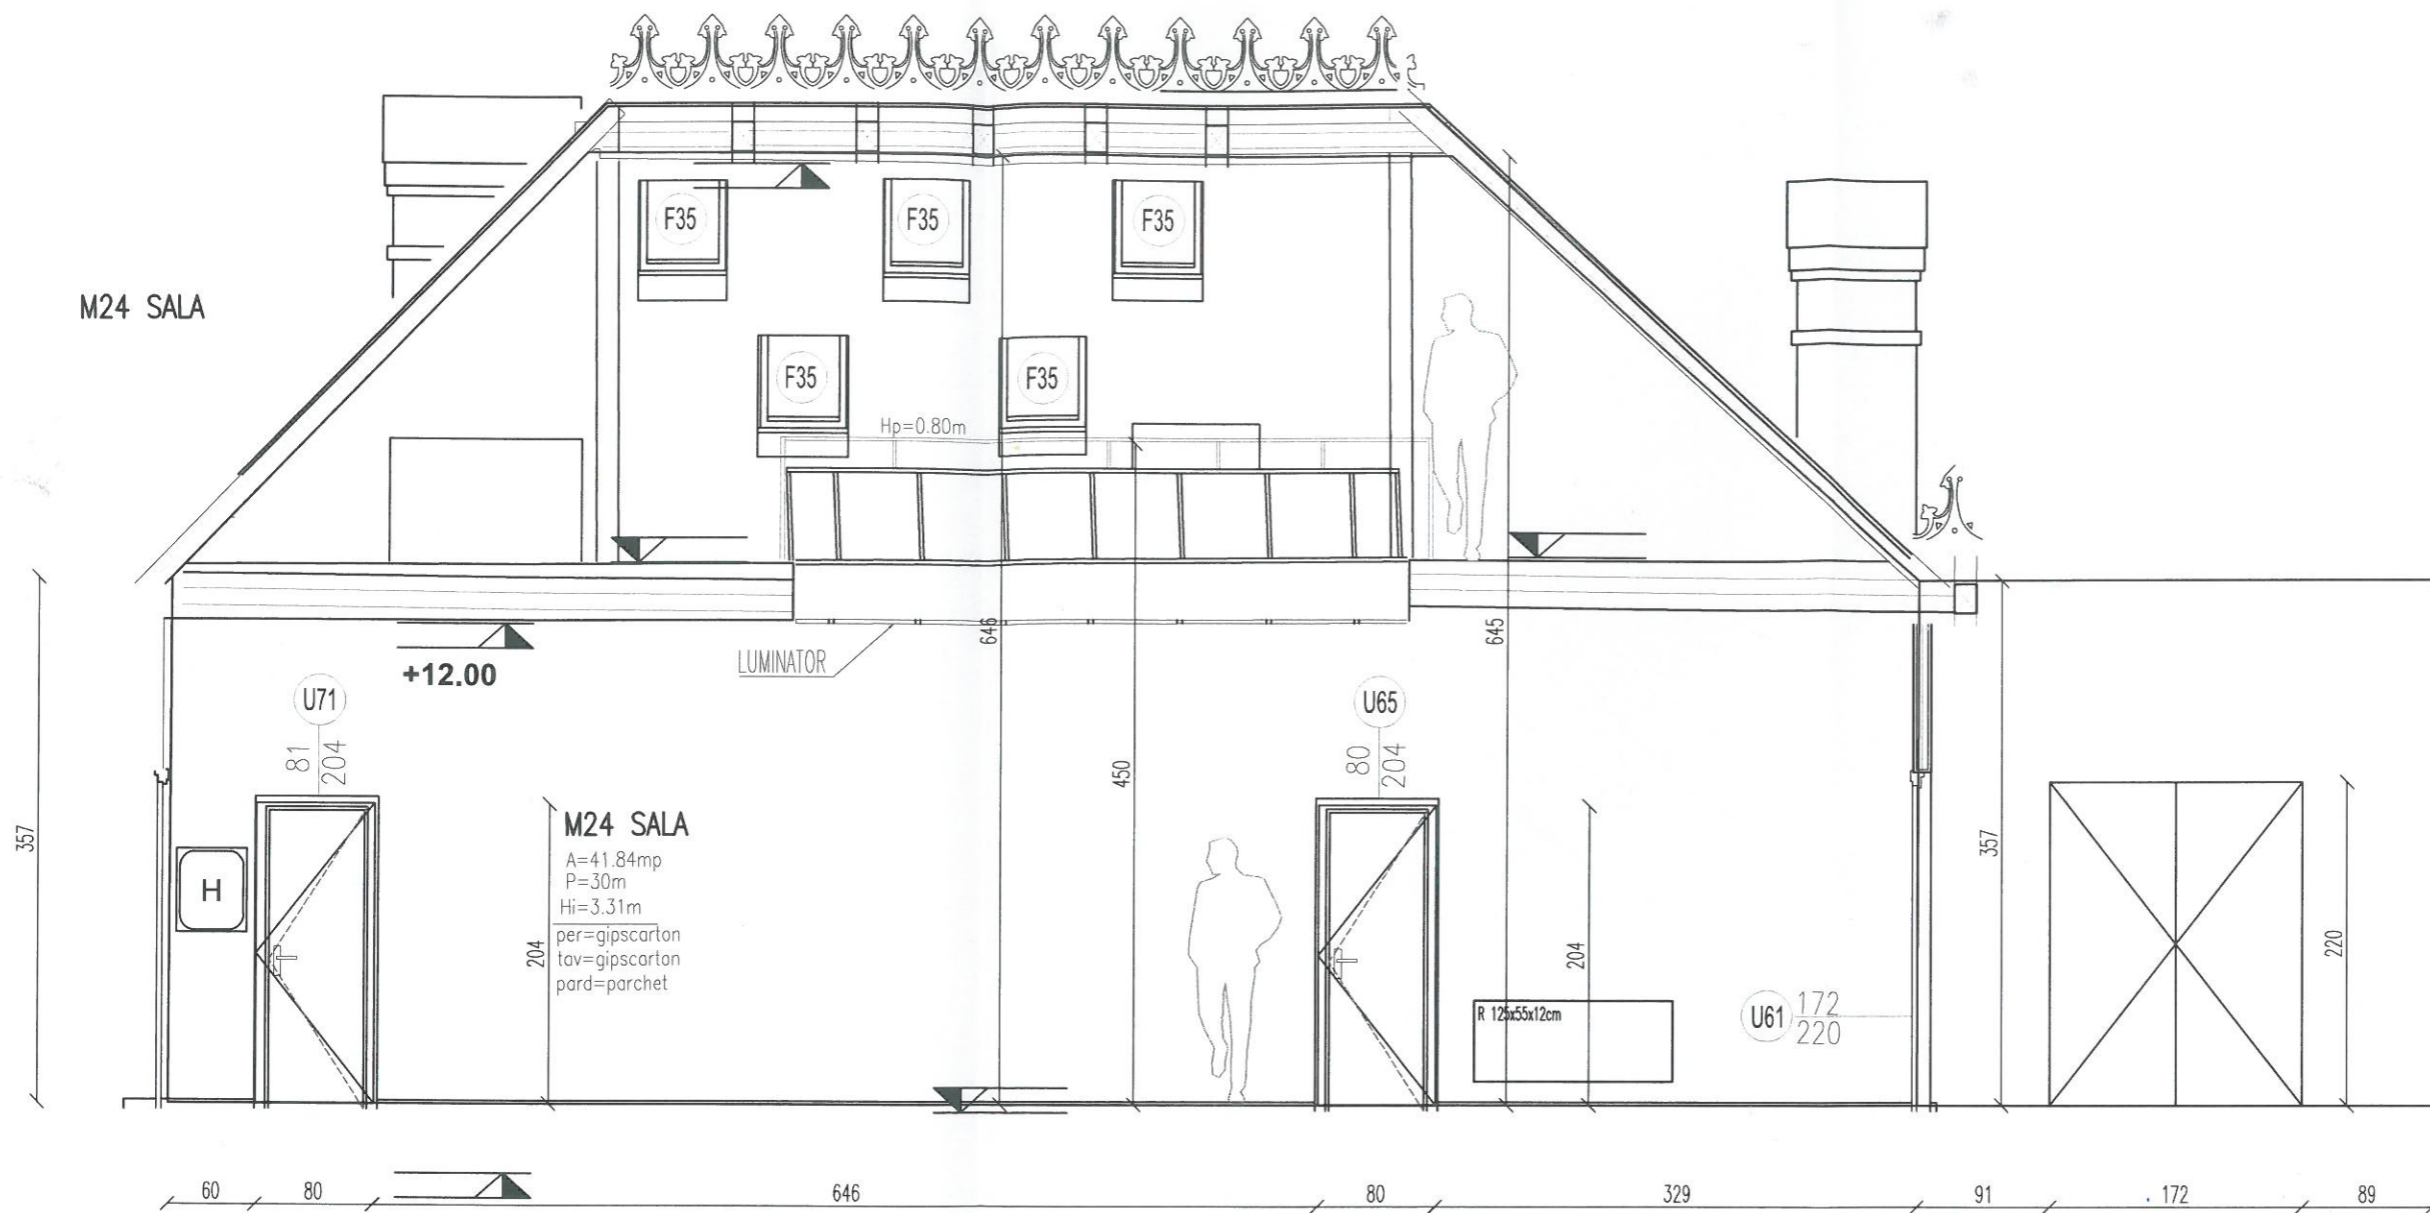 F35
F35
F35
M24 SALA
F35
F35
Hp=0.80m
646
645
LUMINATOR
+12.00
U71
81
204
U65
80
204
450
357
357
M24 SALA
A=41.84mp
P=30m
Hi=3.31m
per=gipscarton
tav=gipscarton
pard=parchet
H
204
204
220
R 125x55x12cm
U61
172
220
60
80
646
80
329
91
172
89